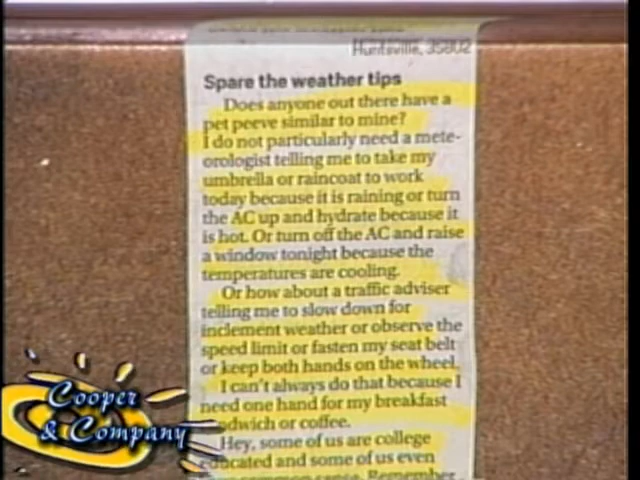 Huntsville, 35802
Spare the weather tips
Does anyone out there have a
pet peeve similar to mine?
I do not particularly need a mete-
orologist telling me to take my
umbrella or raincoat to work
today because it is raining or turn
the AC up and hydrate because it
is hot. Or turn off the AC and raise
a window tonight because the
temperatures are cooling.
Or how about a traffic adviser
telling me to slow down for
inclement weather or observe the
speed limit or fasten my seat belt
or keep both hands on the wheel.
I can't always do that because I
need one hand for my breakfast
sandwich or coffee.
Hey, some of us are college
educated and some of us even
common sense. Remember
Cooper
& Company